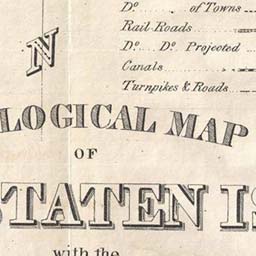 Dº. of Towns
Rail Roads
Dº. Dº. Projected
Canals
Turnpikes & Roads
N
LOGICAL MAP
OF
STATEN IS
with the